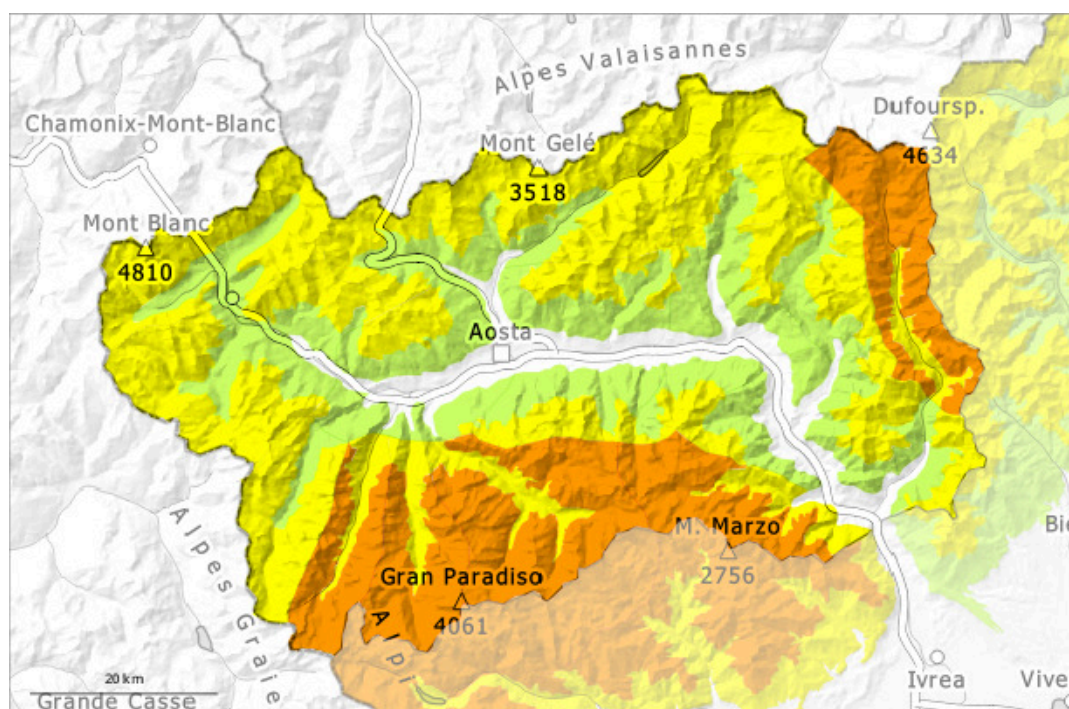 Alpes Valaisannes
Chamonix-Mont-Blanc
Dufoursp.
4634
Mont Gelé
3518
Mont Blanc
4810
Aosta
M. Marzo
2756
Gran Paradiso
4061
Alpes Graie
Alpi
Bie
Ivrea
Vive
20 km
Grande Casse